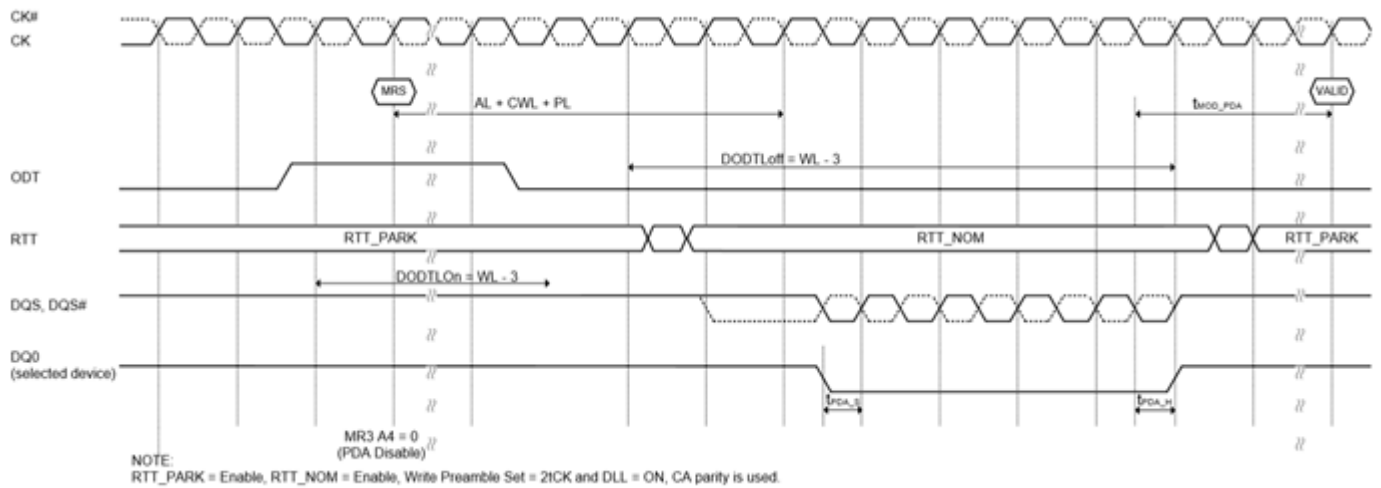 CK#
CK
MRS
VALID
AL + CWL + PL
tMOD_PDA
DODTLoff = WL - 3
ODT
RTT
RTT_PARK
RTT_NOM
RTT_PARK
DODTLOn = WL - 3
DQS, DQS#
DQ0
(selected device)
tPDA_S
tPDA_H
MR3 A4 = 0
(PDA Disable)
NOTE:
RTT_PARK = Enable, RTT_NOM = Enable, Write Preamble Set = 2tCK and DLL = ON, CA parity is used.